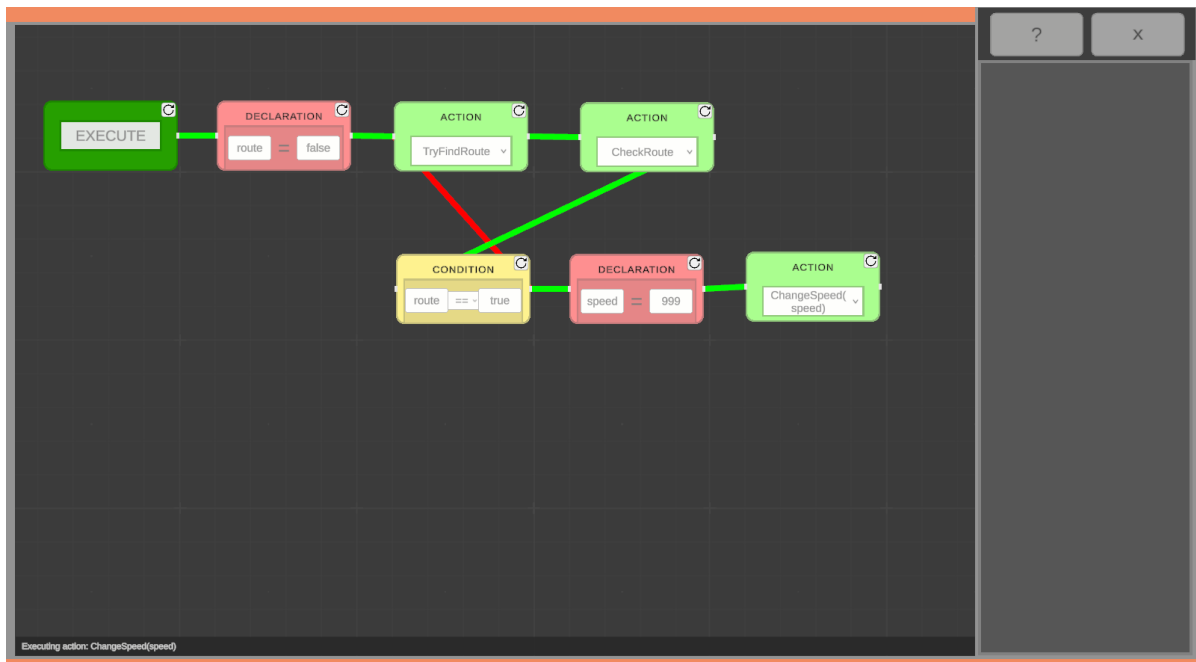 ?
x
EXECUTE
DECLARATION
route = false
ACTION
TryFindRoute
ACTION
CheckRoute
CONDITION
route == true
DECLARATION
speed = 999
ACTION
ChangeSpeed(
speed)
Executing action: ChangeSpeed(speed)